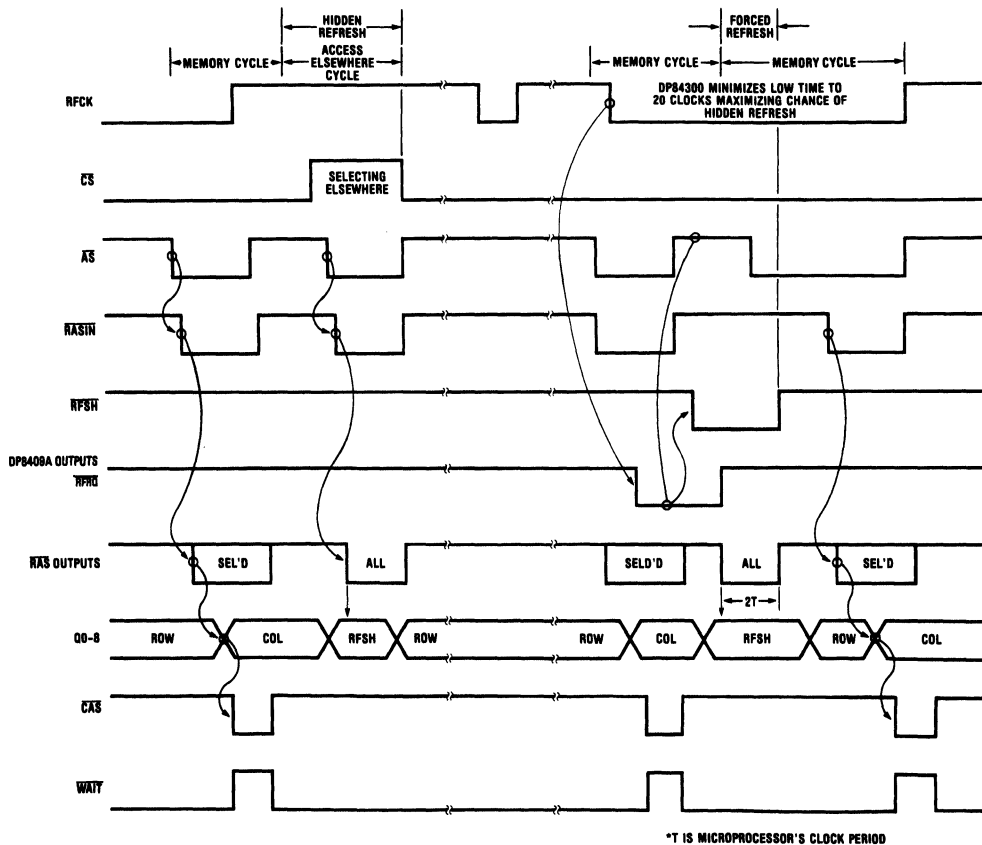 HIDDEN
REFRESH
FORCED
REFRESH
MEMORY CYCLE
ACCESS
ELSEWHERE
CYCLE
MEMORY CYCLE
MEMORY CYCLE
RFCK
DP84300 MINIMIZES LOW TIME TO
20 CLOCKS MAXIMIZING CHANCE OF
HIDDEN REFRESH
CS
SELECTING
ELSEWHERE
AS
RASIN
RFSH
DP8409A OUTPUTS
RFRQ
RAS OUTPUTS
SEL'D
ALL
SELD'D
ALL
SEL'D
2T
Q0-8
ROW
COL
RFSH
ROW
ROW
COL
RFSH
ROW
COL
CAS
WAIT
*T IS MICROPROCESSOR'S CLOCK PERIOD